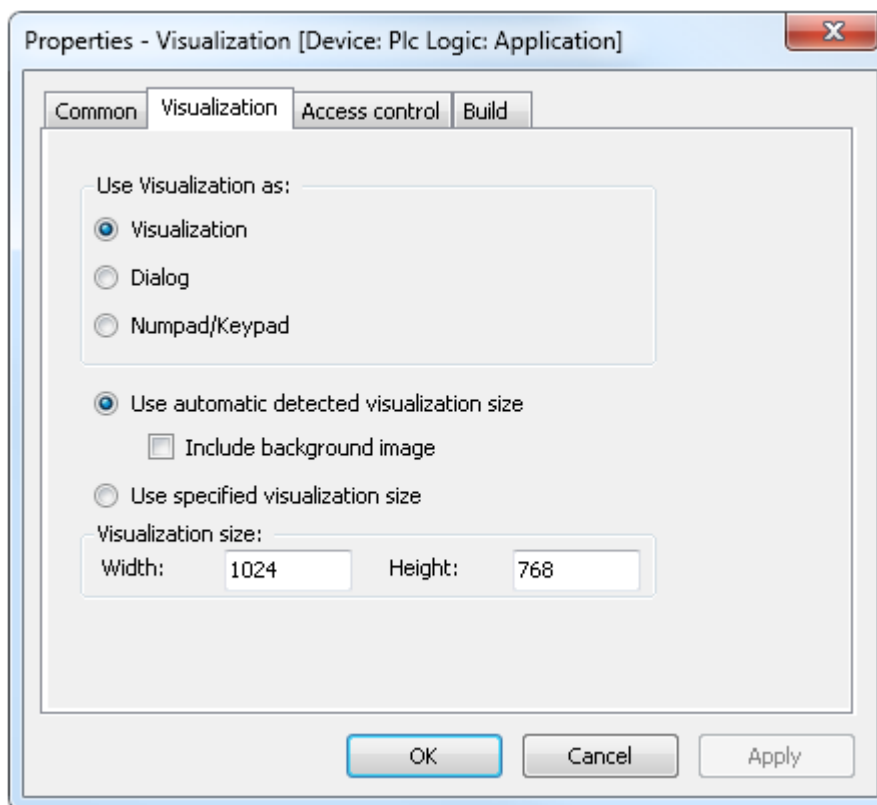 Properties - Visualization [Device: Plc Logic: Application]
Common Visualization Access control Build
Use Visualization as:
Visualization
Dialog
Numpad/Keypad
Use automatic detected visualization size
Include background image
Use specified visualization size
Visualization size:
Width: 1024 Height: 768
OK Cancel Apply